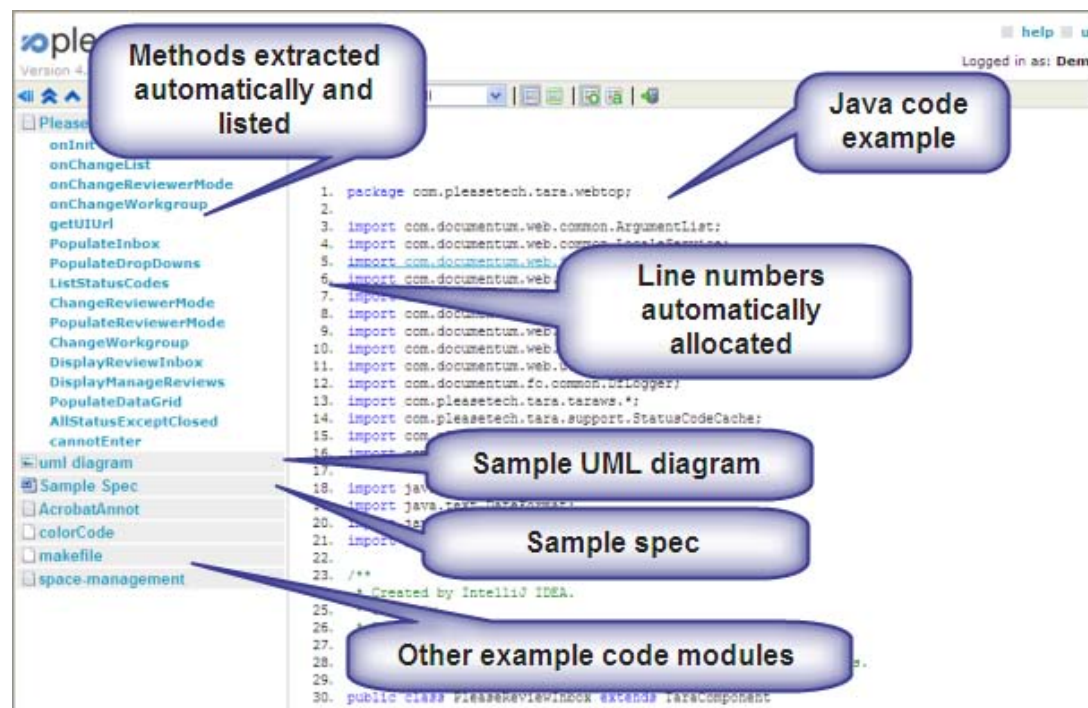 ple
help
Version 4.
Logged in as: Dem
Methods extracted
automatically and
listed
Java code
example
Please
onInit
onChangeList
onChangeReviewerMode
onChangeWorkgroup
getUIUrl
PopulateInbox
PopulateDropDowns
ListStatusCodes
ChangeReviewerMode
PopulateReviewerMode
ChangeWorkgroup
DisplayReviewInbox
DisplayManageReviews
PopulateDataGrid
AllStatusExceptClosed
cannotEnter
uml diagram
Sample Spec
AcrobatAnnot
colorCode
makefile
space-management
1. package com.pleasetech.tara.webtop;
2.
3. import com.documentum.web.common.ArgumentList;
4. import com.documentum.web.common.LocaleService;
5. import com.documentum.web.
6. import com.documentum.web.
7. import
8. import com.documentum
9. import com.documentum.web
10. import com.documentum.web.
11. import com.documentum.web.
12. import com.documentum.fc.common.DfLogger;
13. import com.pleasetech.tara.taraws.*;
14. import com.pleasetech.tara.support.StatusCodeCache;
15. import com.
16. import
17.
18. import
19. import java.text.DateFormat;
20.
21. import
22.
23. /**
* Created by IntelliJ IDEA.
25.
26.
27.
28.
29.
30. public class PleaseReviewInbox extends TaraComponent
Line numbers
automatically
allocated
Sample UML diagram
Sample spec
Other example code modules